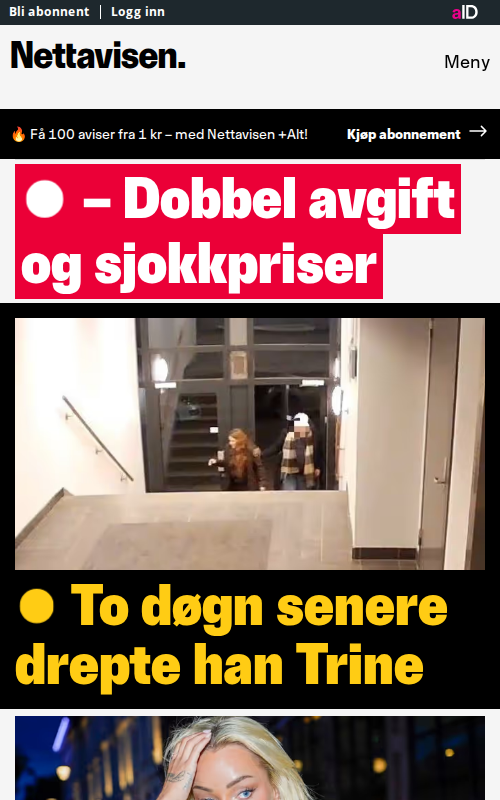 Bli abonnent | Logg inn
aID
Nettavisen.
Meny
🔥 Få 100 aviser fra 1 kr – med Nettavisen +Alt!
Kjøp abonnement →
– Dobbel avgift
og sjokkpriser
To døgn senere
drepte han Trine